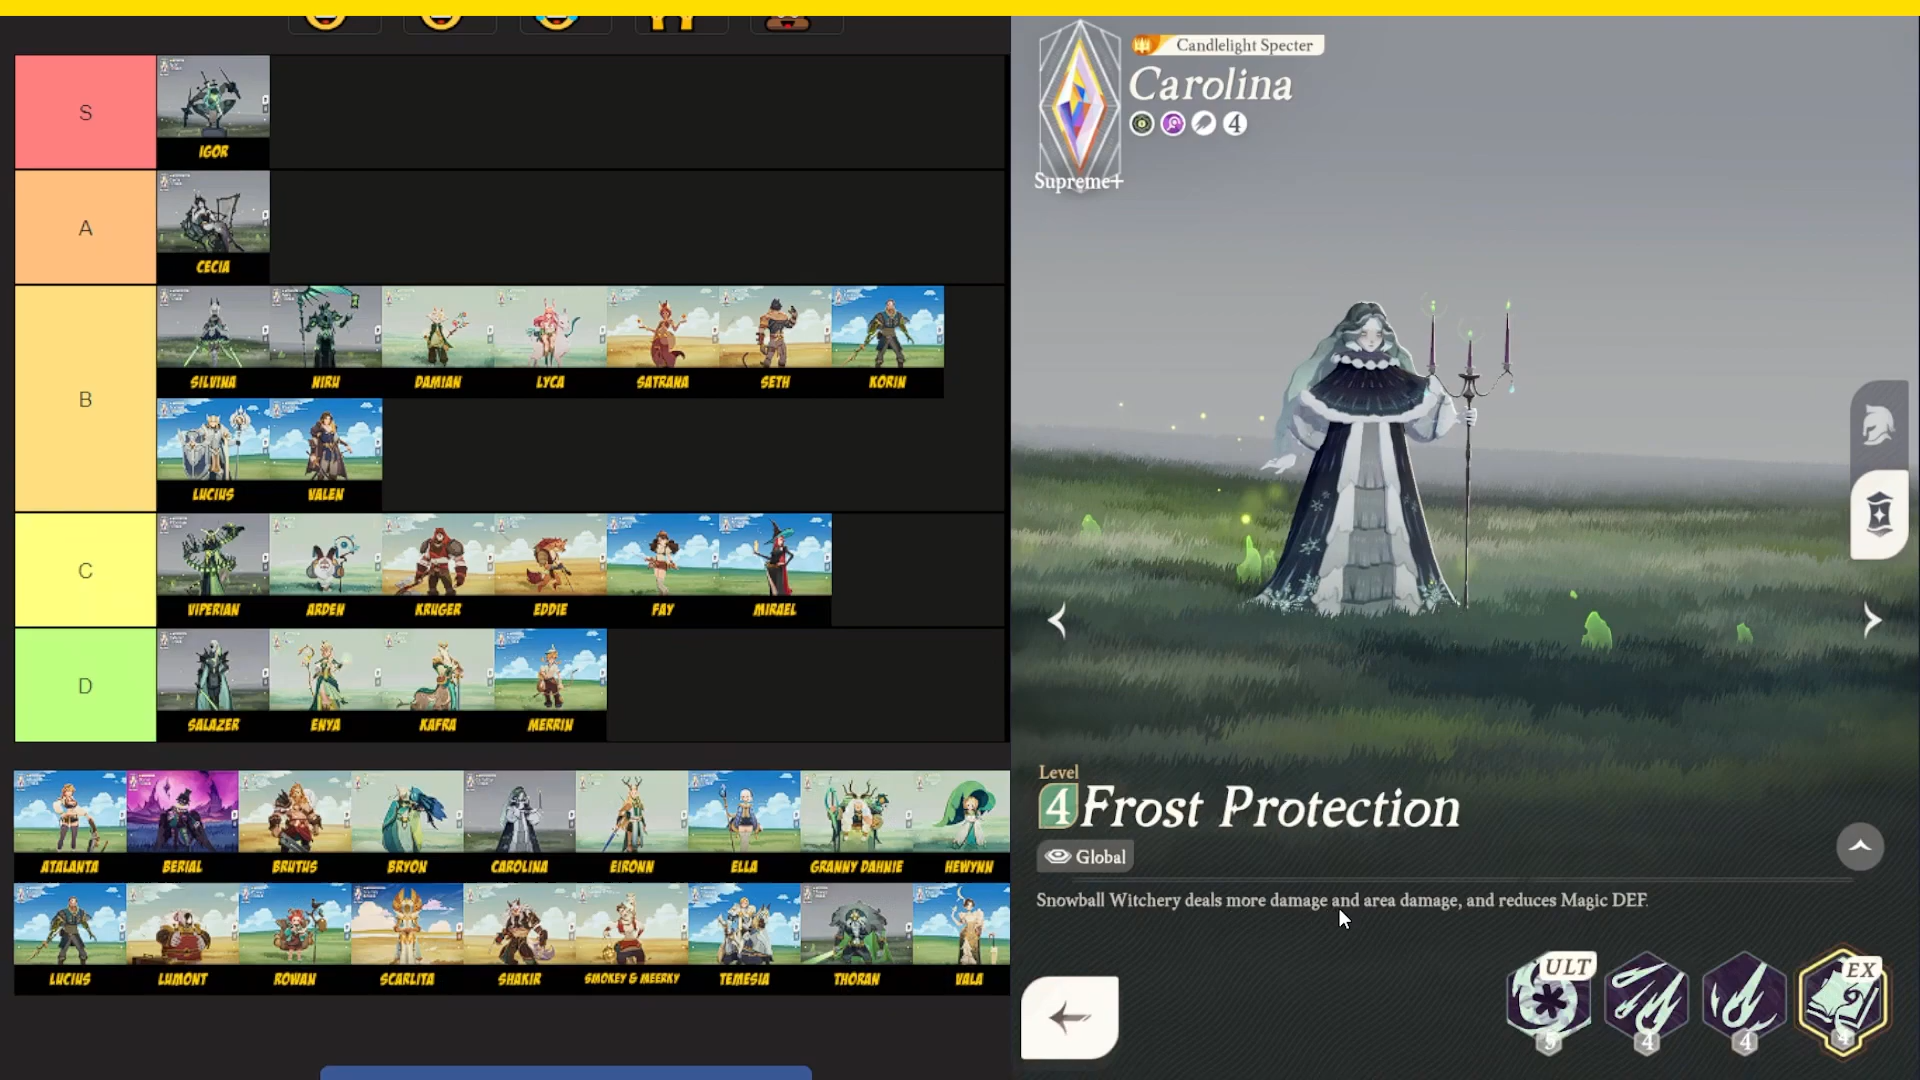 S
IGOR
A
CECIA
B
SILVINA
NIRU
DAMIAN
LYCA
SATRANA
SETH
KORIN
LUCIUS
VALEN
C
VIPERIAN
ARDEN
KRUGER
EDDIE
FAY
MIRAEL
D
SALAZER
ENYA
KAFRA
MERRIN
ATALANTA
BERIAL
BRUTUS
BRYON
CAROLINA
EIRONN
ELLA
GRANNY DAHNIE
HEWYNN
LUCIUS
LUMONT
ROWAN
SCARLITA
SHAKIR
SMOKEY & MEERKY
TEMESIA
THORAN
VALA
Candlelight Specter
Carolina
4
Supreme+
Level
4 Frost Protection
Global
Snowball Witchery deals more damage and area damage, and reduces Magic DEF.
ULT
EX
5
4
4
4